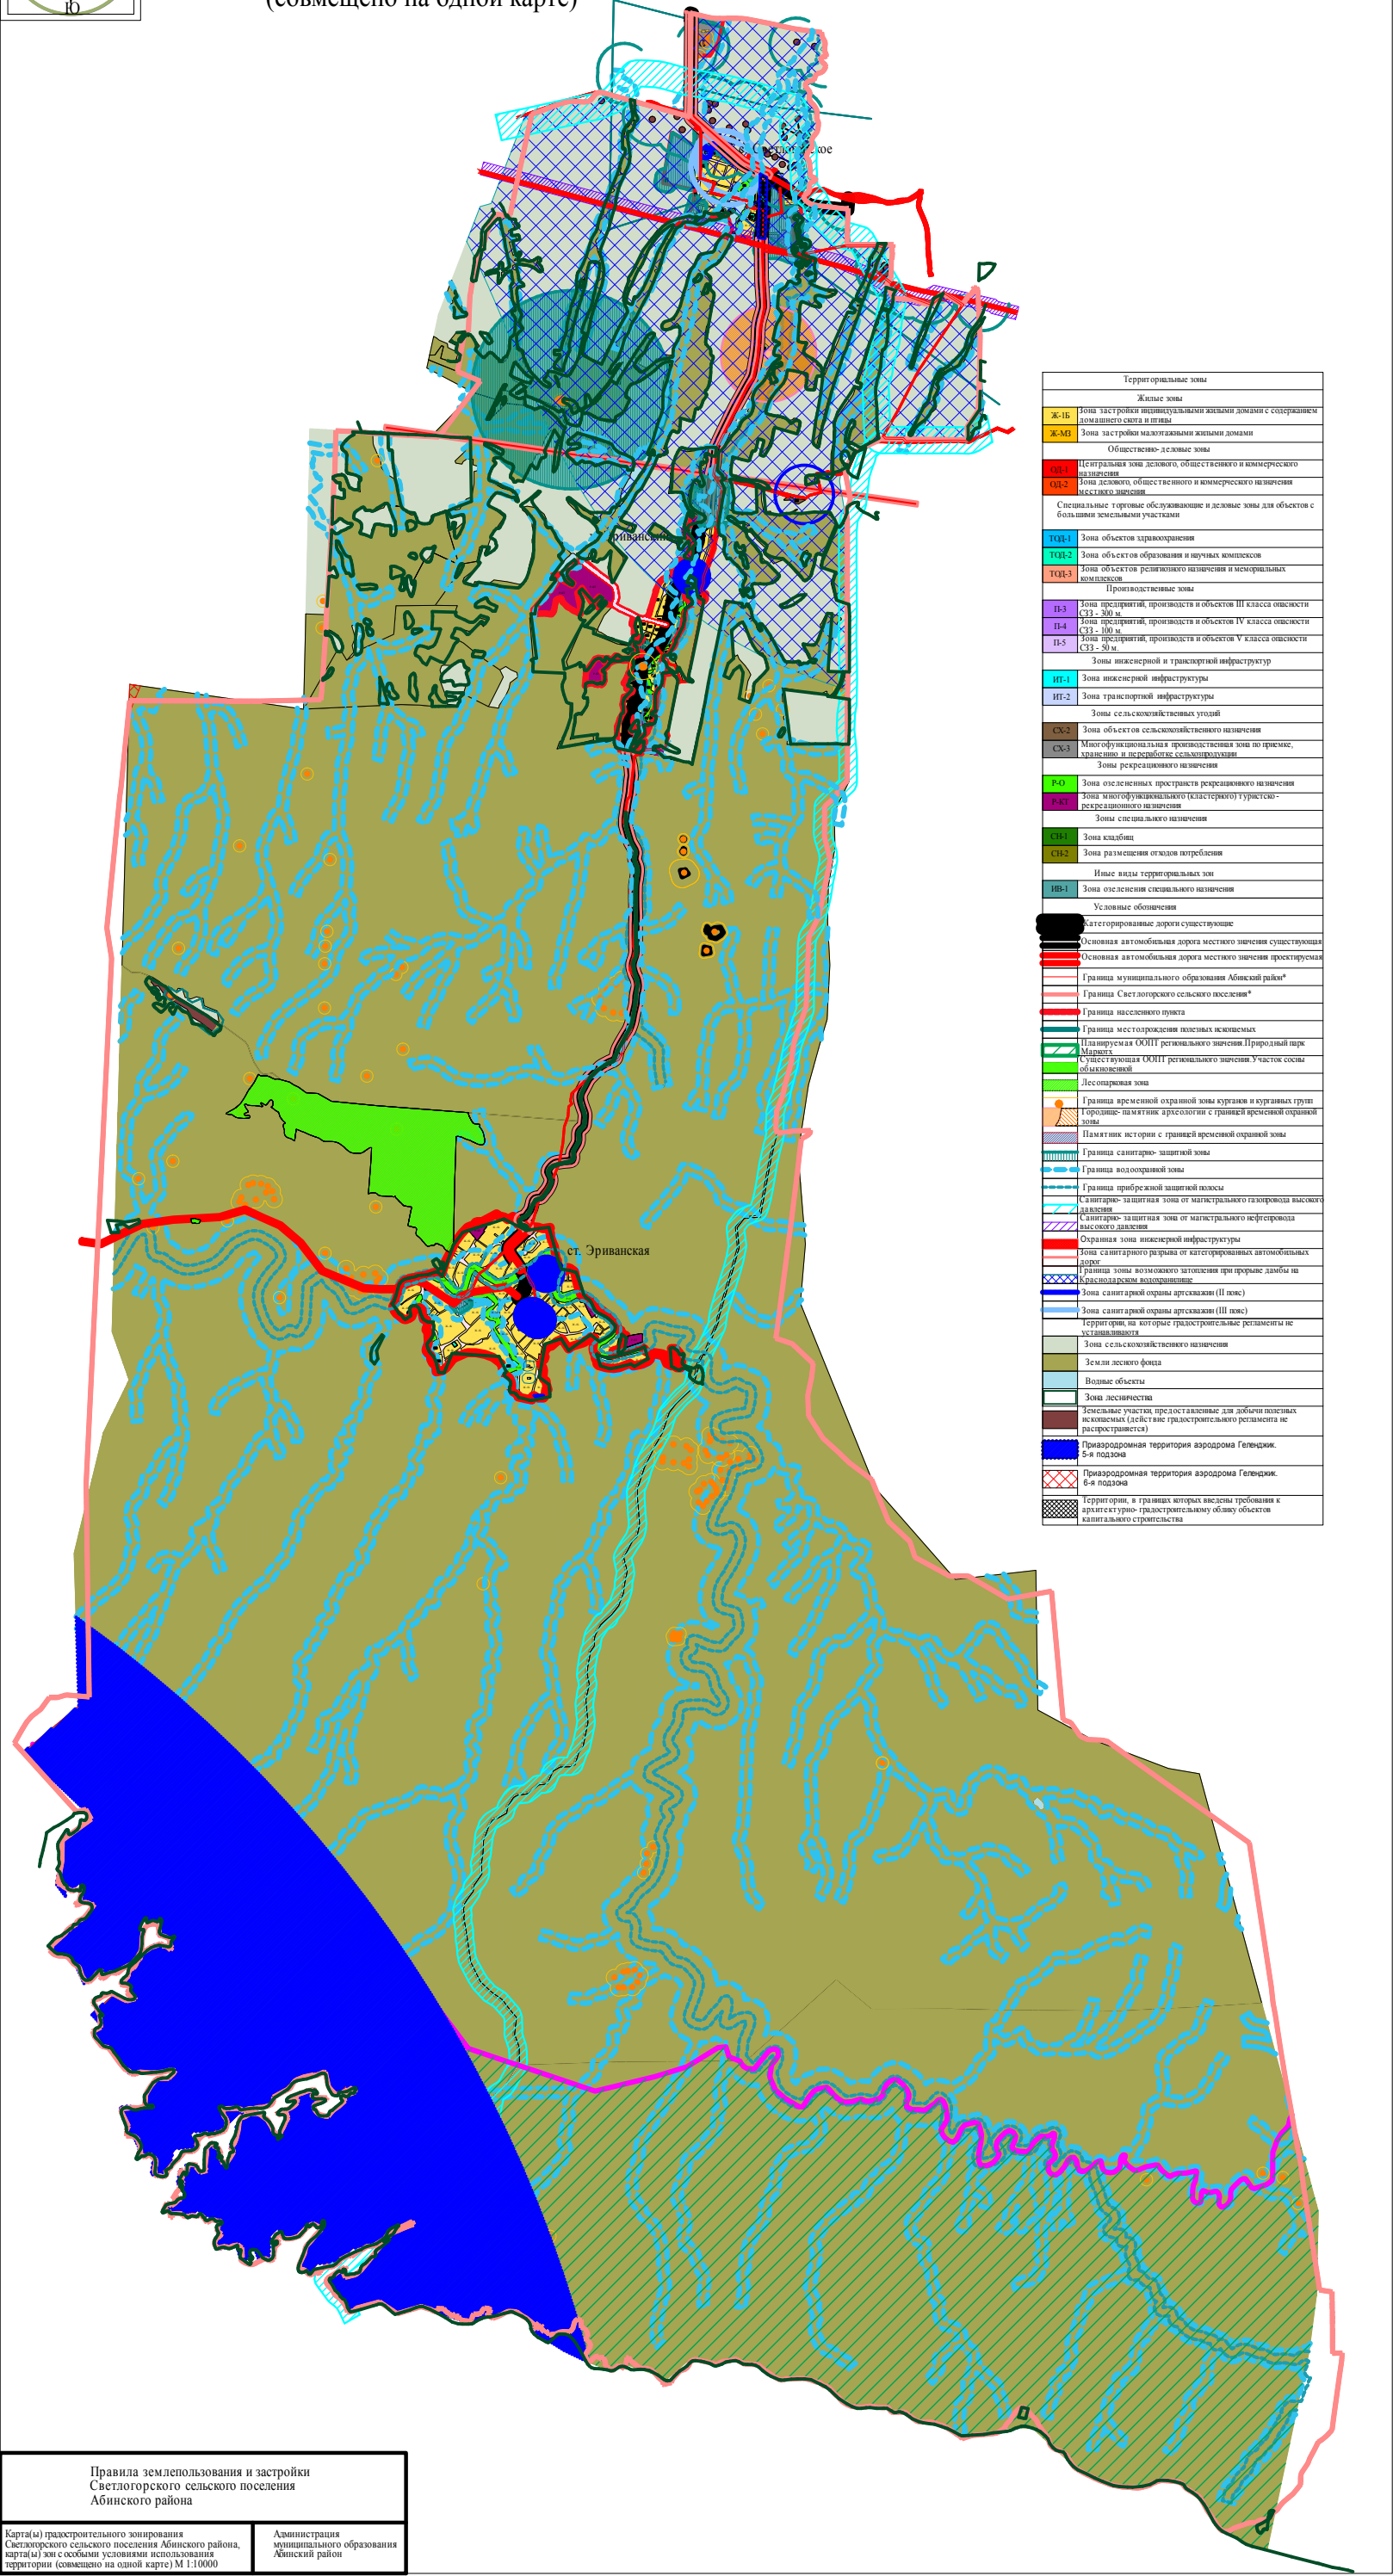 Ю
(совмещено на одной карте)
ст. Эриванская
Территориальные зоны
Жилые зоны
Ж-1Б
Зона застройки индивидуальными жилыми домами с содержанием
домашнего скота и птицы
Ж-МЗ
Зона застройки малоэтажными жилыми домами
Общественно- деловые зоны
ОД-1
Центральная зона делового, общественного и коммерческого
назначения
ОД-2
Зона делового, общественного и коммерческого назначения
местного значения
Специальные торговые обслуживающие и деловые зоны для объектов с
большими земельными участками
ТОД-1
Зона объектов здравоохранения
ТОД-2
Зона объектов образования и научных комплексов
ТОД-3
Зона объектов религиозного назначения и мемориальных
комплексов
Производственные зоны
П-3
Зона предприятий, производств и объектов III класса опасности
СЗЗ - 300 м.
П-4
Зона предприятий, производств и объектов IV класса опасности
СЗЗ - 100 м.
П-5
Зона предприятий, производств и объектов V класса опасности
СЗЗ - 50 м.
Зоны инженерной и транспортной инфраструктур
ИТ-1
Зона инженерной инфраструктуры
ИТ-2
Зона транспортной инфраструктуры
Зоны сельскохозяйственных угодий
СХ-2
Зона объектов сельскохозяйственного назначения
СХ-3
Многофункциональная производственная зона по приемке,
хранению и переработке сельхозпродукции
Зоны рекреационного назначения
Р-О
Зона озелененных пространств рекреационного назначения
Р-КТ
Зона многофункционального (кластерного) туристско-
рекреационного назначения
Зоны специального назначения
СН-1
Зона кладбищ
СН-2
Зона размещения отходов потребления
Иные виды территориальных зон
ИВ-1
Зона озеленения специального назначения
Условные обозначения
Категорированные дороги существующие
Основная автомобильная дорога местного значения существующая
Основная автомобильная дорога местного значения проектируемая
Граница муниципального образования Абинский район*
Граница Светлогорского сельского поселения*
Граница населенного пункта
Граница месторождения полезных ископаемых
Планируемая ООПТ регионального значения.Природный парк
Маркотх
Существующая ООПТ регионального значения.Участок сосны
обыкновенной
Лесопарковая зона
Граница временной охранной зоны курганов и курганных групп
Городище- памятник археологии с границей временной охранной
зоны
Памятник истории с границей временной охранной зоны
Граница санитарно- защитной зоны
Граница водоохранной зоны
Граница прибрежной защитной полосы
Санитарно- защитная зона от магистрального газопровода высокого
давления
Санитарно- защитная зона от магистрального нефтепровода
высокого давления
Охранная зона инженерной инфраструктуры
Зона санитарного разрыва от категорированных автомобильных
дорог
Граница зоны возможного затопления при прорыве дамбы на
Краснодарском водохранилище
Зона санитарной охраны артскважин (II пояс)
Зона санитарной охраны артскважин (III пояс)
Территории, на которые градостроительные регламенты не
устанавливаются
Зона сельскохозяйственного назначения
Земли лесного фонда
Водные объекты
Зона лесничества
Земельные участки, предоставленные для добычи полезных
ископаемых (действие градостроительного регламента не
распространяется)
Приаэродромная территория аэродрома Геленджик.
5-я подзона
Приаэродромная территория аэродрома Геленджик.
6-я подзона
Территории, в границах которых введены требования к
архитектурно- градостроительному облику объектов
капитального строительства
Правила землепользования и застройки
Светлогорского сельского поселения
Абинского района
Карта(ы) градостроительного зонирования
Светлогорского сельского поселения Абинского района,
карта(ы) зон с особыми условиями использования
территории (совмещено на одной карте) М 1:10000
Администрация
муниципального образования
Абинский район